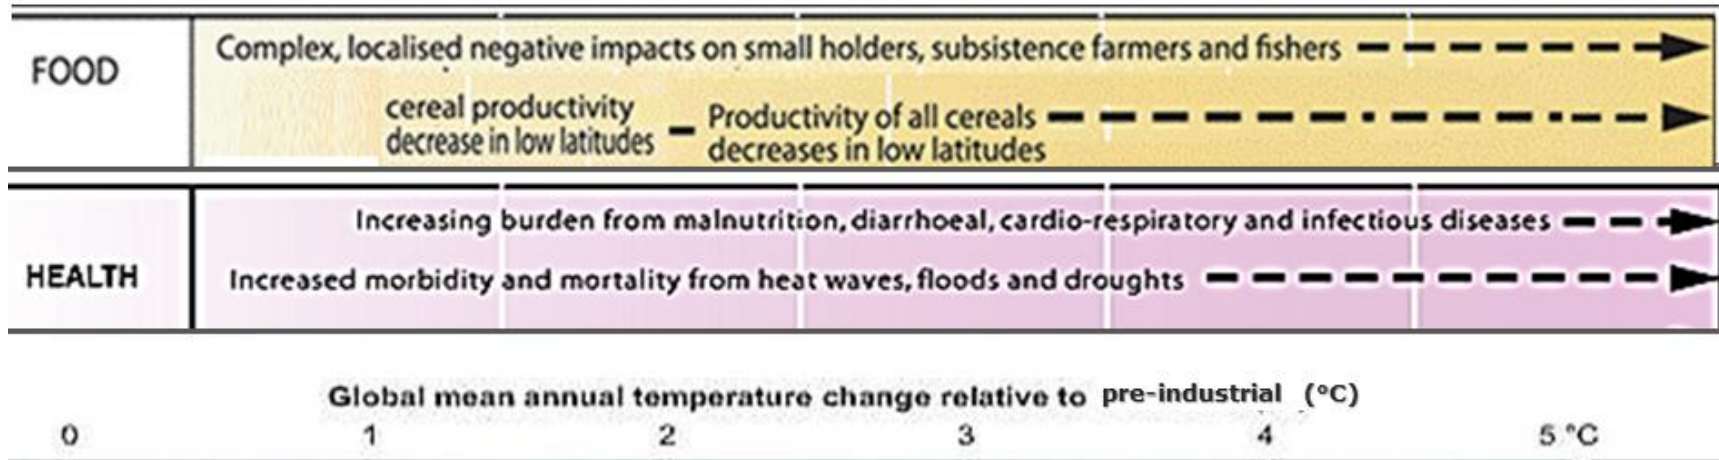 FOOD
Complex, localised negative impacts on small holders, subsistence farmers and fishers
cereal productivity
decrease in low latitudes
Productivity of all cereals
decreases in low latitudes
HEALTH
Increasing burden from malnutrition, diarrhoeal, cardio-respiratory and infectious diseases
Increased morbidity and mortality from heat waves, floods and droughts
Global mean annual temperature change relative to pre-industrial (°C)
0 1 2 3 4 5 °C